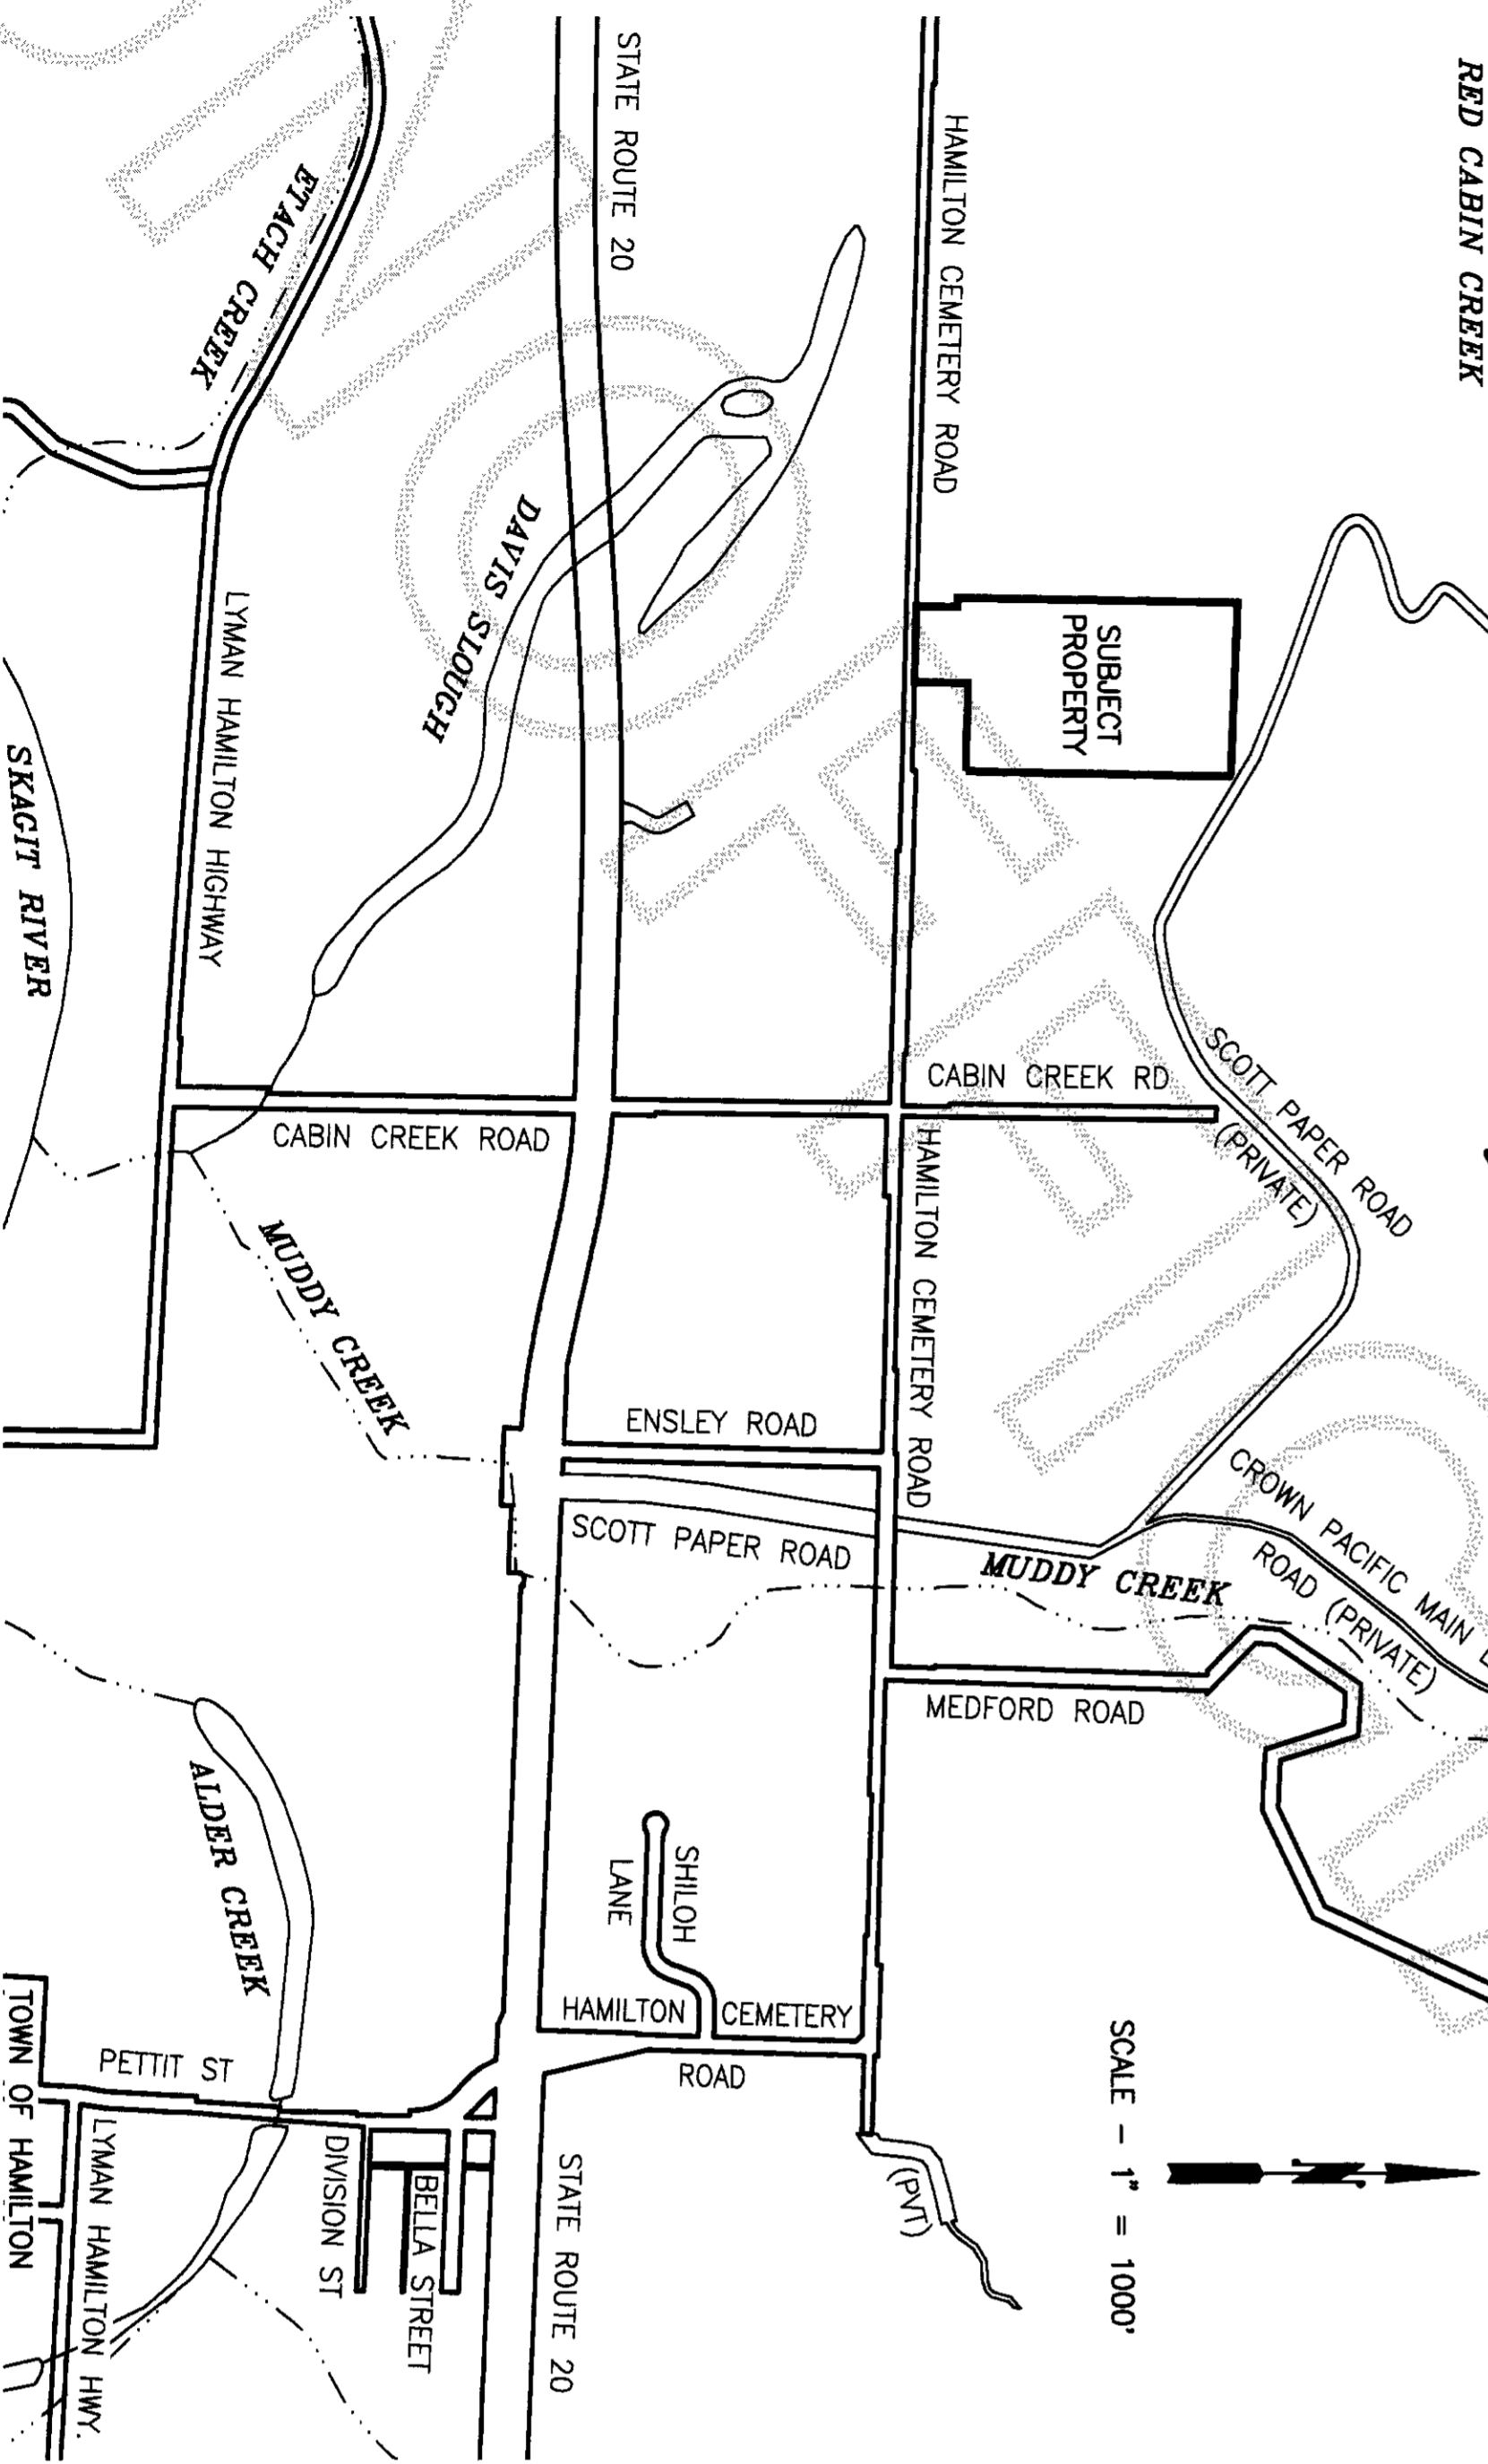 RED CABIN CREEK
SCOTT PAPER ROAD
(PRIVATE)
CROWN PACIFIC MAIN
ROAD (PRIVATE)
SUBJECT
PROPERTY
CABIN CREEK RD
MUDDY CREEK
MEDFORD ROAD
SCALE - 1" = 1000'
HAMILTON CEMETERY ROAD
HAMILTON CEMETERY ROAD
(PVT)
STATE ROUTE 20
ENSLEY ROAD
SCOTT PAPER ROAD
SHILOH
LANE
HAMILTON CEMETERY
ROAD
DAVIS SLOUGH
CABIN CREEK ROAD
STATE ROUTE 20
ETACH CREEK
MUDDY CREEK
BELLA STREET
DIVISION ST
LYMAN HAMILTON HIGHWAY
ALDER CREEK
PETTIT ST
LYMAN HAMILTON HWY.
SKAGIT RIVER
TOWN OF HAMILTON